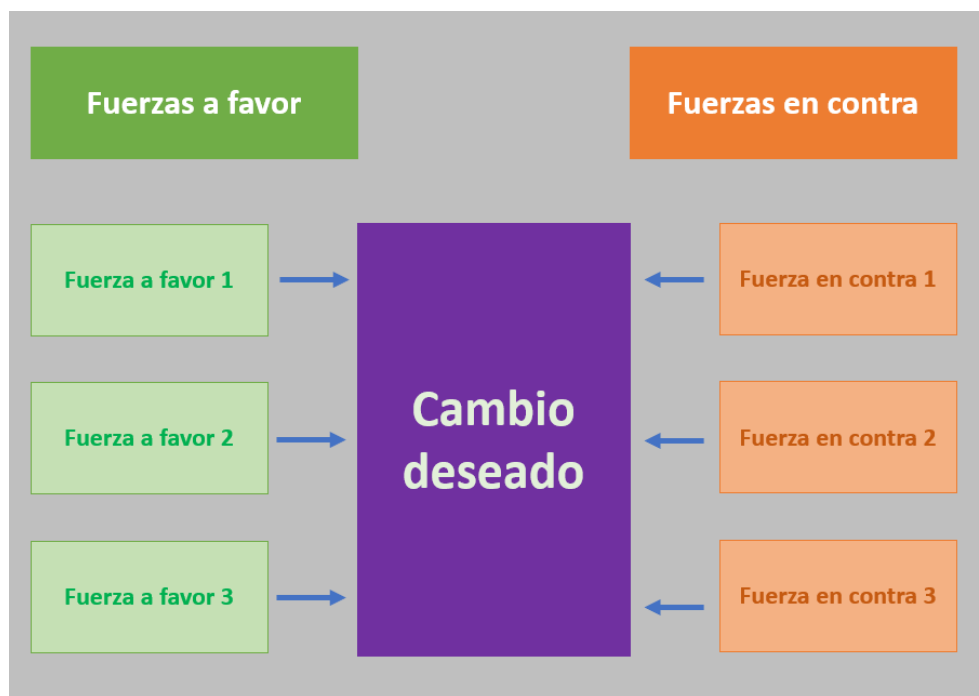 Fuerzas a favor
Fuerzas en contra
Fuerza a favor 1
Fuerza en contra 1
Fuerza a favor 2
Cambio
deseado
Fuerza en contra 2
Fuerza a favor 3
Fuerza en contra 3